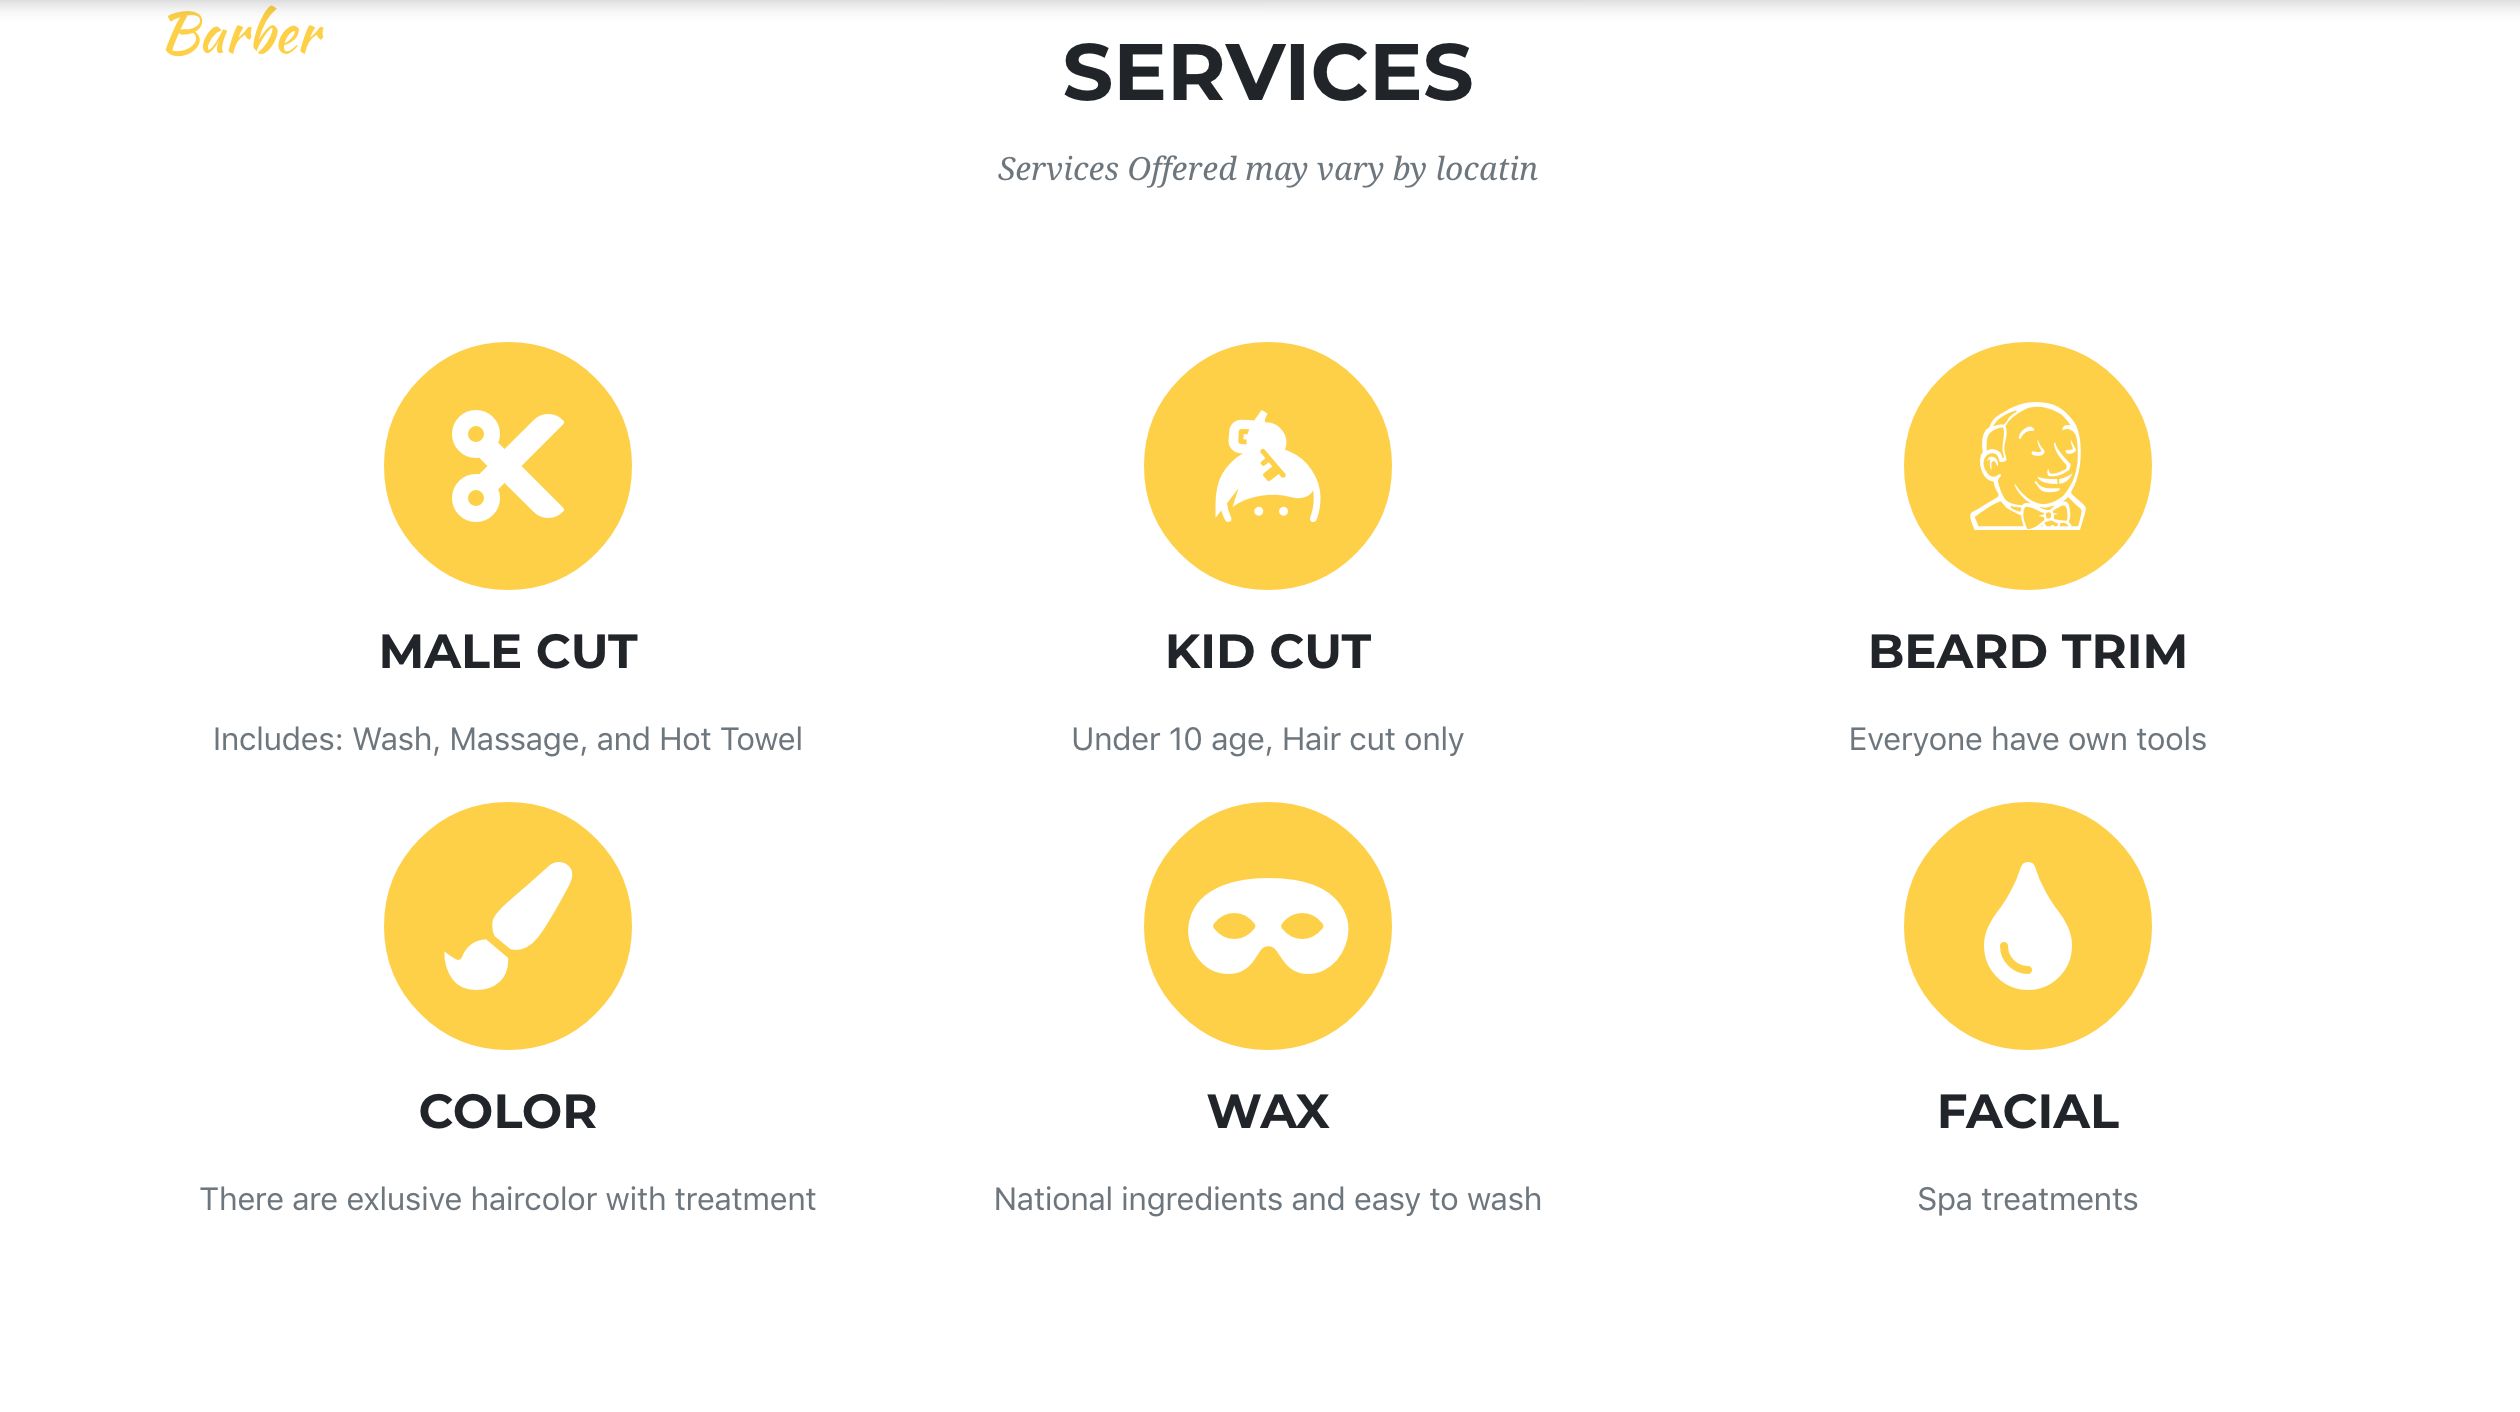 Barber
SERVICES
Services Offered may vary by locatin
MALE CUT
Includes: Wash, Massage, and Hot Towel
KID CUT
Under 10 age, Hair cut only
BEARD TRIM
Everyone have own tools
COLOR
There are exlusive haircolor with treatment
WAX
National ingredients and easy to wash
FACIAL
Spa treatments